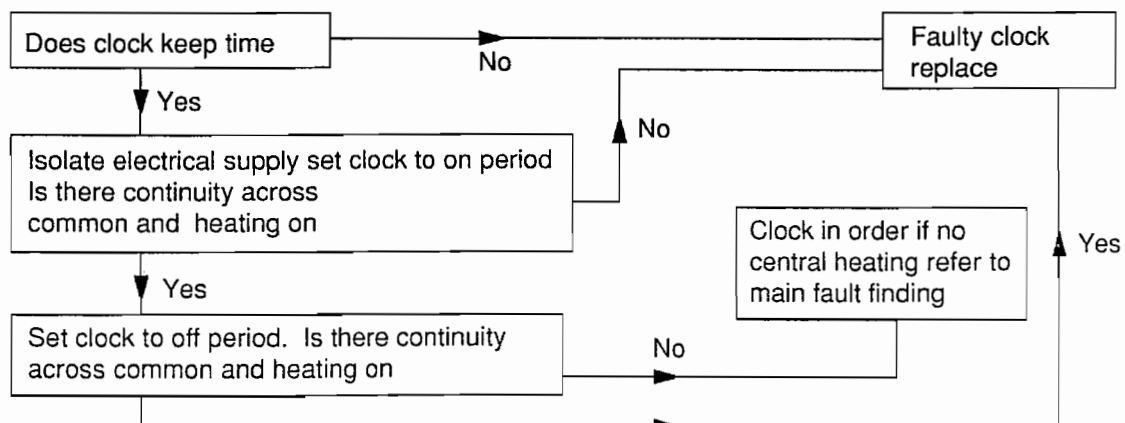 Does clock keep time
No
Faulty clock
replace
Yes
No
Isolate electrical supply set clock to on period
Is there continuity across
common and heating on
Clock in order if no
central heating refer to
main fault finding
Yes
Yes
Set clock to off period. Is there continuity
across common and heating on
No